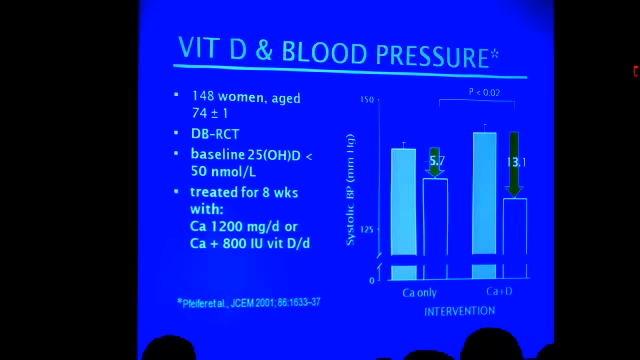 VIT D & BLOOD PRESSURE*
▪ 148 women, aged
74 ± 1
▪ DB-RCT
▪ baseline 25(OH)D <
50 nmol/L
▪ treated for 8 wks
with:
Ca 1200 mg/d or
Ca + 800 IU vit D/d
*Pfeifer et al., JCEM 2001; 86:1633-37
P < 0.02
150
125
0
Systolic BP (mm Hg)
5.7
13.1
Ca only
Ca+D
INTERVENTION